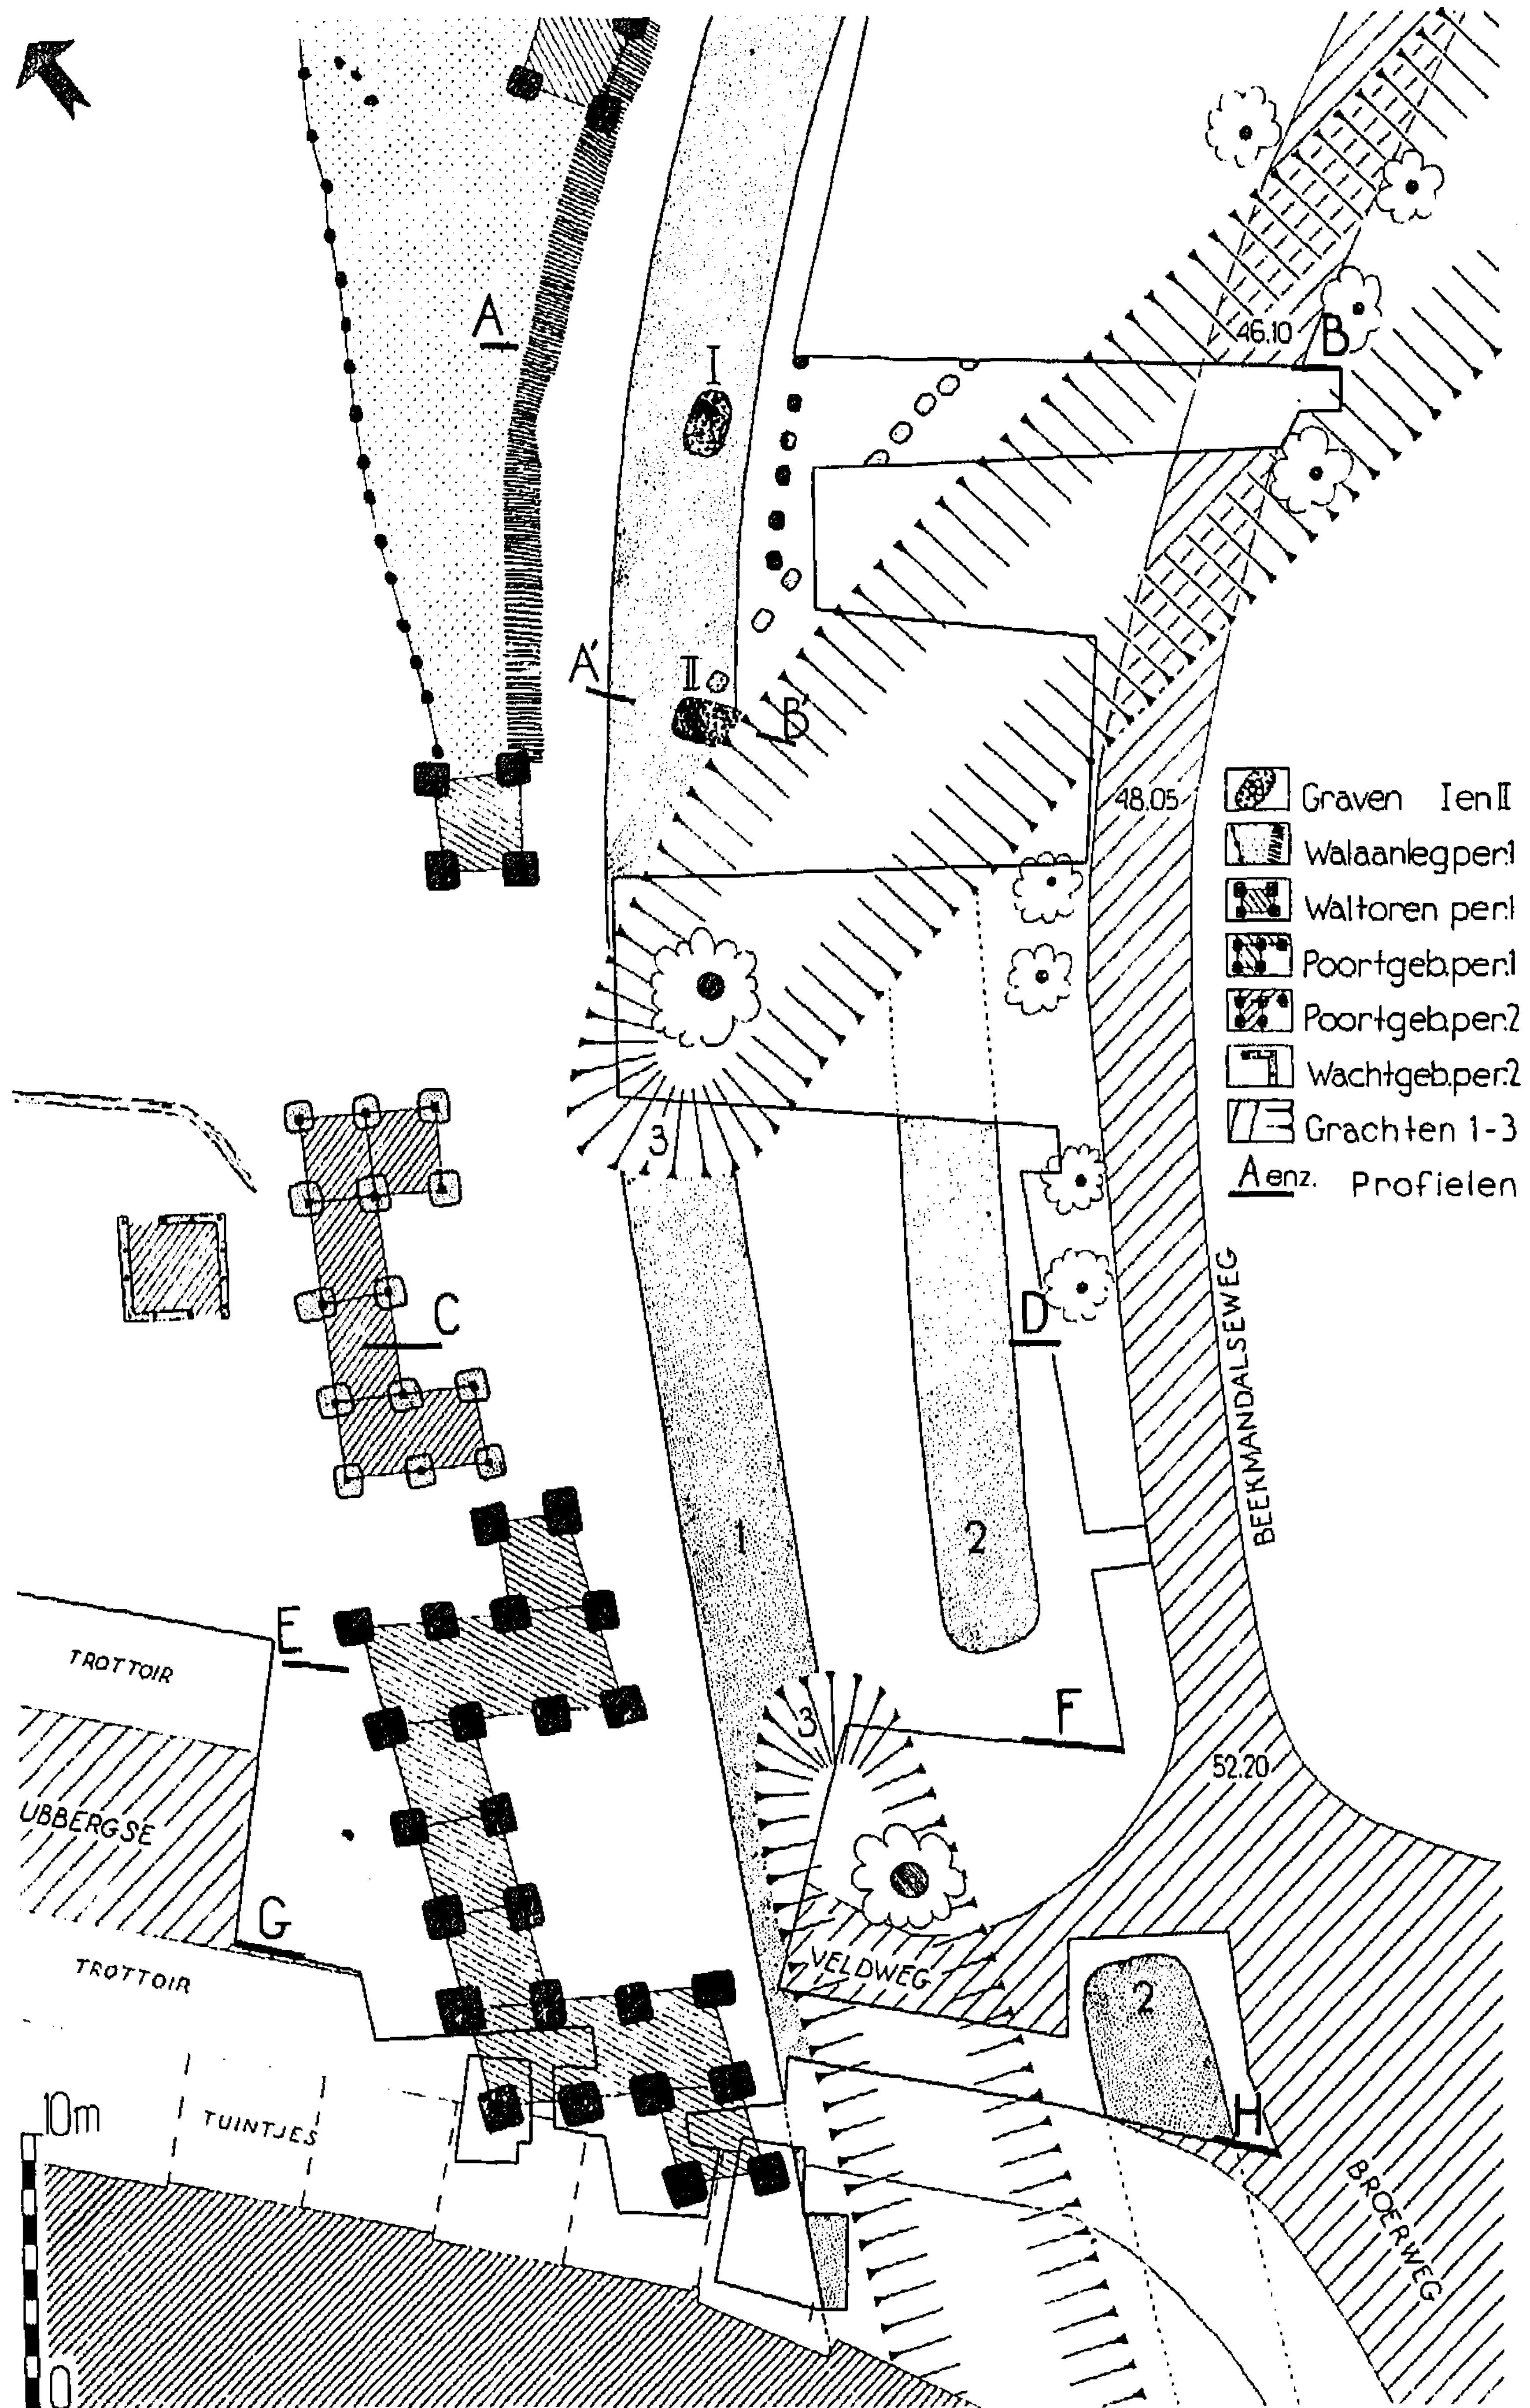 46.10
B
A
I
A'
II
B'
48.05
Graven I en II
Walaanleg per.1
Waltoren per.1
Poortgeb.per.1
Poortgeb.per.2
Wachtgeb.per.2
Grachten 1-3
A enz. Profielen
3
C
D
BEEKMANDALSEWEG
1
2
E
TROTTOIR
F
3
52.20
UBBERGSE
G
VELDWEG
TROTTOIR
2
10m
TUINTJES
H
BROERWEG
0